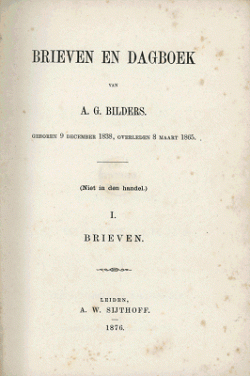 BRIEVEN EN DAGBOEK
VAN
A. G. BILDERS.
GEBOREN 9 DECEMBER 1838, OVERLEDEN 8 MAART 1865.
(Niet in den handel.)
I.
BRIEVEN.
LEIDEN,
A. W. SIJTHOFF.
1876.